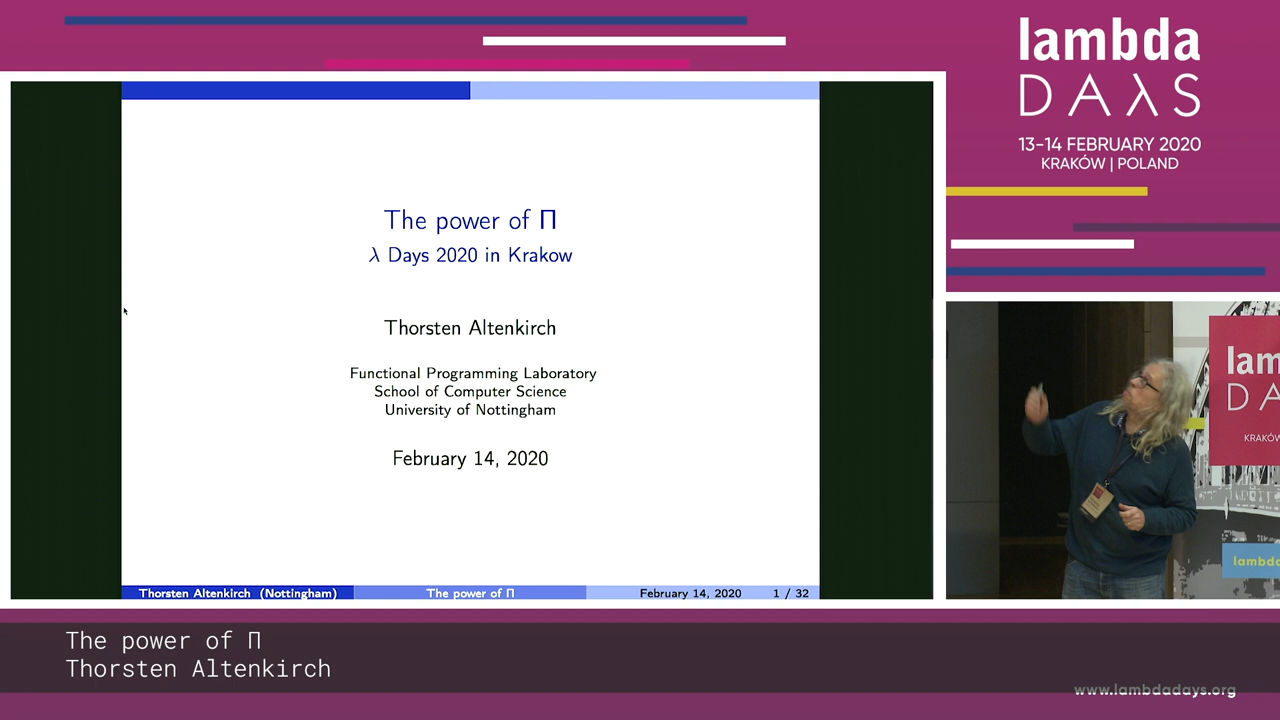 lambda
DAλS
13-14 FEBRUARY 2020
KRAKÓW | POLAND
The power of Π
λ Days 2020 in Krakow
Thorsten Altenkirch
Functional Programming Laboratory
School of Computer Science
University of Nottingham
February 14, 2020
Thorsten Altenkirch (Nottingham)
The power of Π
February 14, 2020
1 / 32
lam
DA
KRAKÓW
lambda
The power of Π
Thorsten Altenkirch
www.lambdadays.org